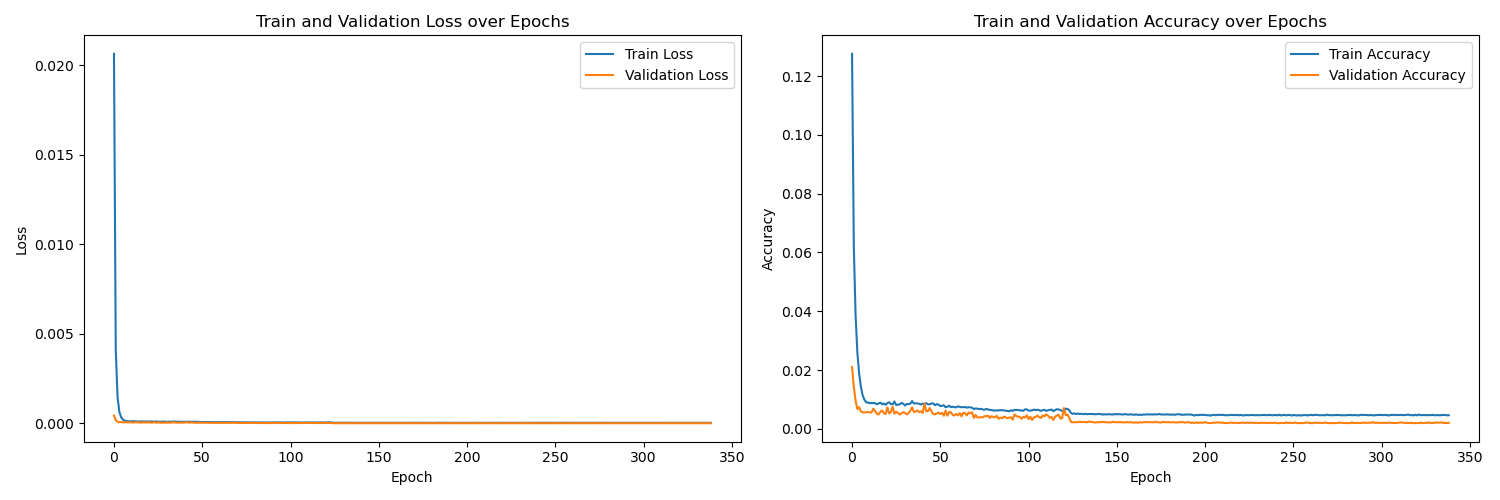 Train and Validation Loss over Epochs
Train Loss
Validation Loss
0.020
0.015
0.010
0.005
0.000
Loss
0 50 100 150 200 250 300 350
Epoch
Train and Validation Accuracy over Epochs
Train Accuracy
Validation Accuracy
0.12
0.10
0.08
0.06
0.04
0.02
0.00
Accuracy
0 50 100 150 200 250 300 350
Epoch